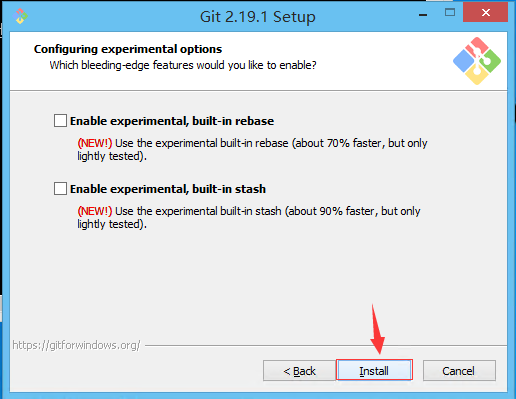 Git 2.19.1 Setup
Configuring experimental options
Which bleeding-edge features would you like to enable?
Enable experimental, built-in rebase
(NEW!) Use the experimental built-in rebase (about 70% faster, but only
lightly tested).
Enable experimental, built-in stash
(NEW!) Use the experimental built-in stash (about 90% faster, but only
lightly tested).
https://gitforwindows.org/
< Back Install Cancel